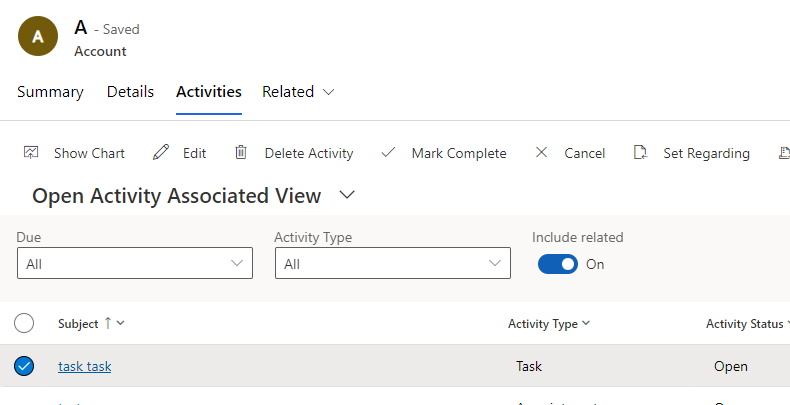 A
A - Saved
Account
Summary Details Activities Related
Show Chart Edit Delete Activity Mark Complete Cancel Set Regarding
Open Activity Associated View
Due Activity Type Include related
All All On
Subject Activity Type Activity Status
task task Task Open